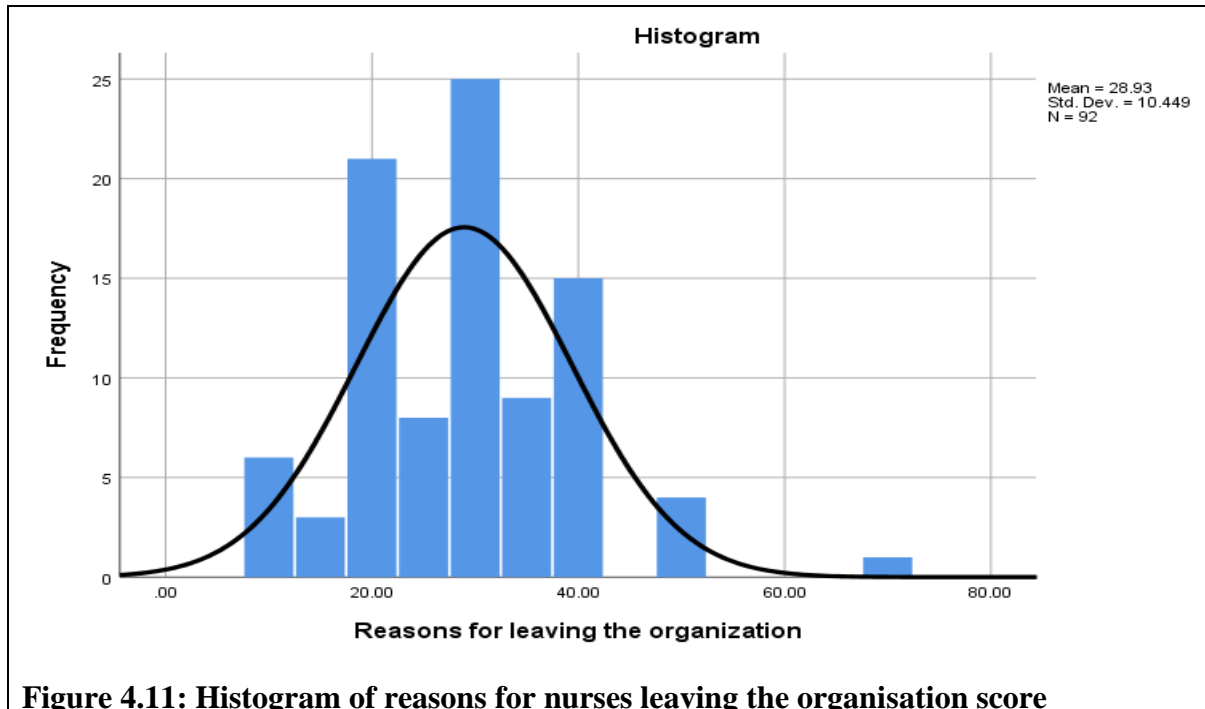 Histogram
Mean = 28.93
Std. Dev. = 10.449
N = 92
25
20
15
10
5
0
Frequency
.00 20.00 40.00 60.00 80.00
Reasons for leaving the organization
Figure 4.11: Histogram of reasons for nurses leaving the organisation score